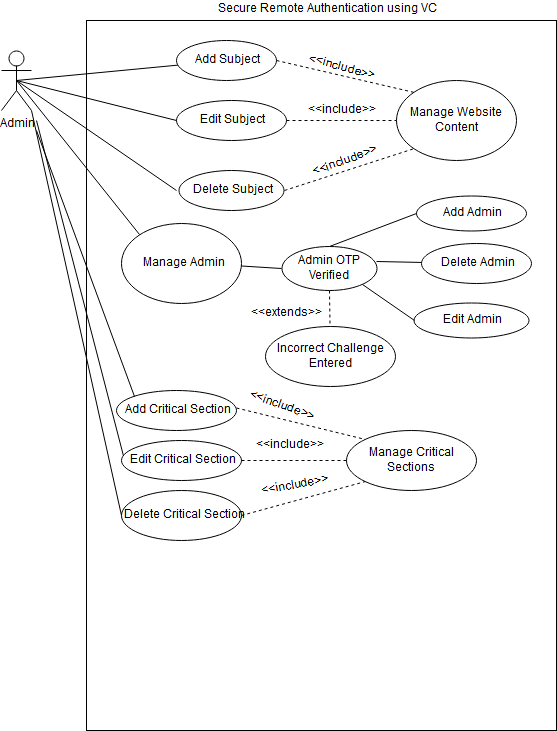 Secure Remote Authentication using VC
Admin
Add Subject
<<include>>
Edit Subject
<<include>>
Manage Website
Content
Delete Subject
<<include>>
Manage Admin
Admin OTP
Verified
Add Admin
Delete Admin
Edit Admin
<<extends>>
Incorrect Challenge
Entered
Add Critical Section
<<include>>
Edit Critical Section
<<include>>
Manage Critical
Sections
Delete Critical Section
<<include>>